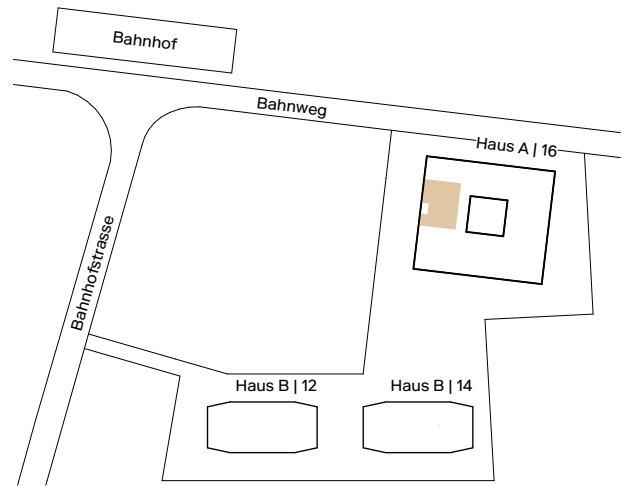 Bahnhof
Bahnweg
Haus A | 16
Bahnhofstrasse
Haus B | 12
Haus B | 14